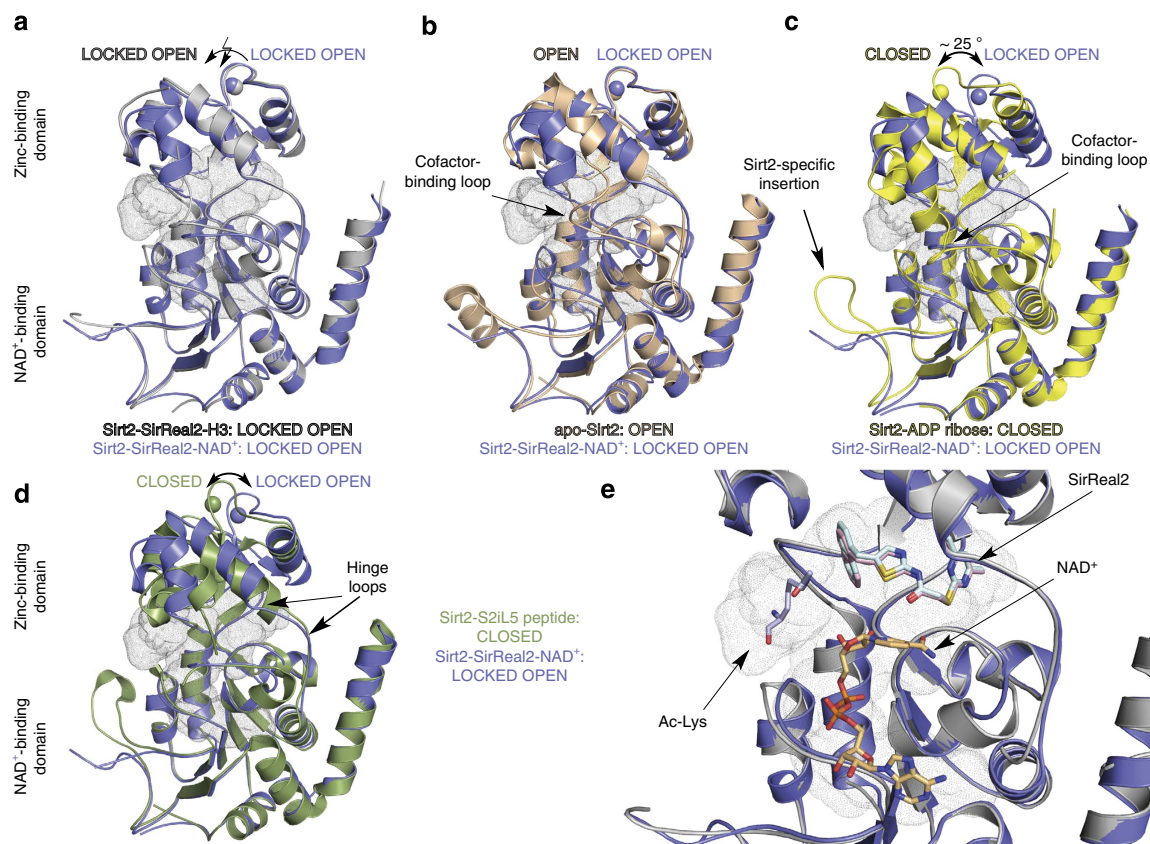 a
LOCKED OPEN
LOCKED OPEN
Zinc-binding
domain
NAD⁺-binding
domain
Sirt2-SirReal2-H3: LOCKED OPEN
Sirt2-SirReal2-NAD⁺: LOCKED OPEN
b
OPEN
LOCKED OPEN
Cofactor-
binding loop
apo-Sirt2: OPEN
Sirt2-SirReal2-NAD⁺: LOCKED OPEN
c
CLOSED
~ 25 °
LOCKED OPEN
Sirt2-specific
insertion
Cofactor-
binding loop
Sirt2-ADP ribose: CLOSED
Sirt2-SirReal2-NAD⁺: LOCKED OPEN
d
CLOSED
LOCKED OPEN
Zinc-binding
domain
NAD⁺-binding
domain
Hinge
loops
Sirt2-S2iL5 peptide:
CLOSED
Sirt2-SirReal2-NAD⁺:
LOCKED OPEN
e
SirReal2
NAD⁺
Ac-Lys